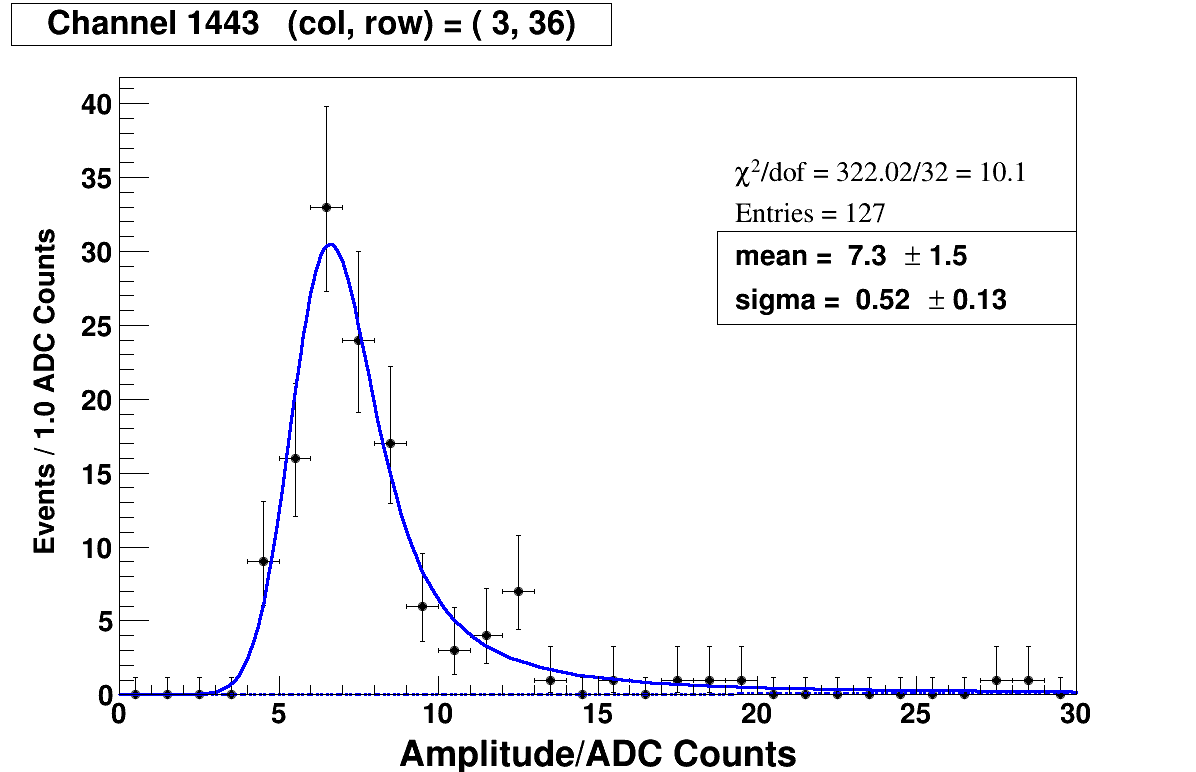 Channel 1443 (col, row) = ( 3, 36)
40
35
30
25
20
15
10
5
0
Events / 1.0 ADC Counts
χ²/dof = 322.02/32 = 10.1
Entries = 127
mean = 7.3 ± 1.5
sigma = 0.52 ± 0.13
0 5 10 15 20 25 30
Amplitude/ADC Counts